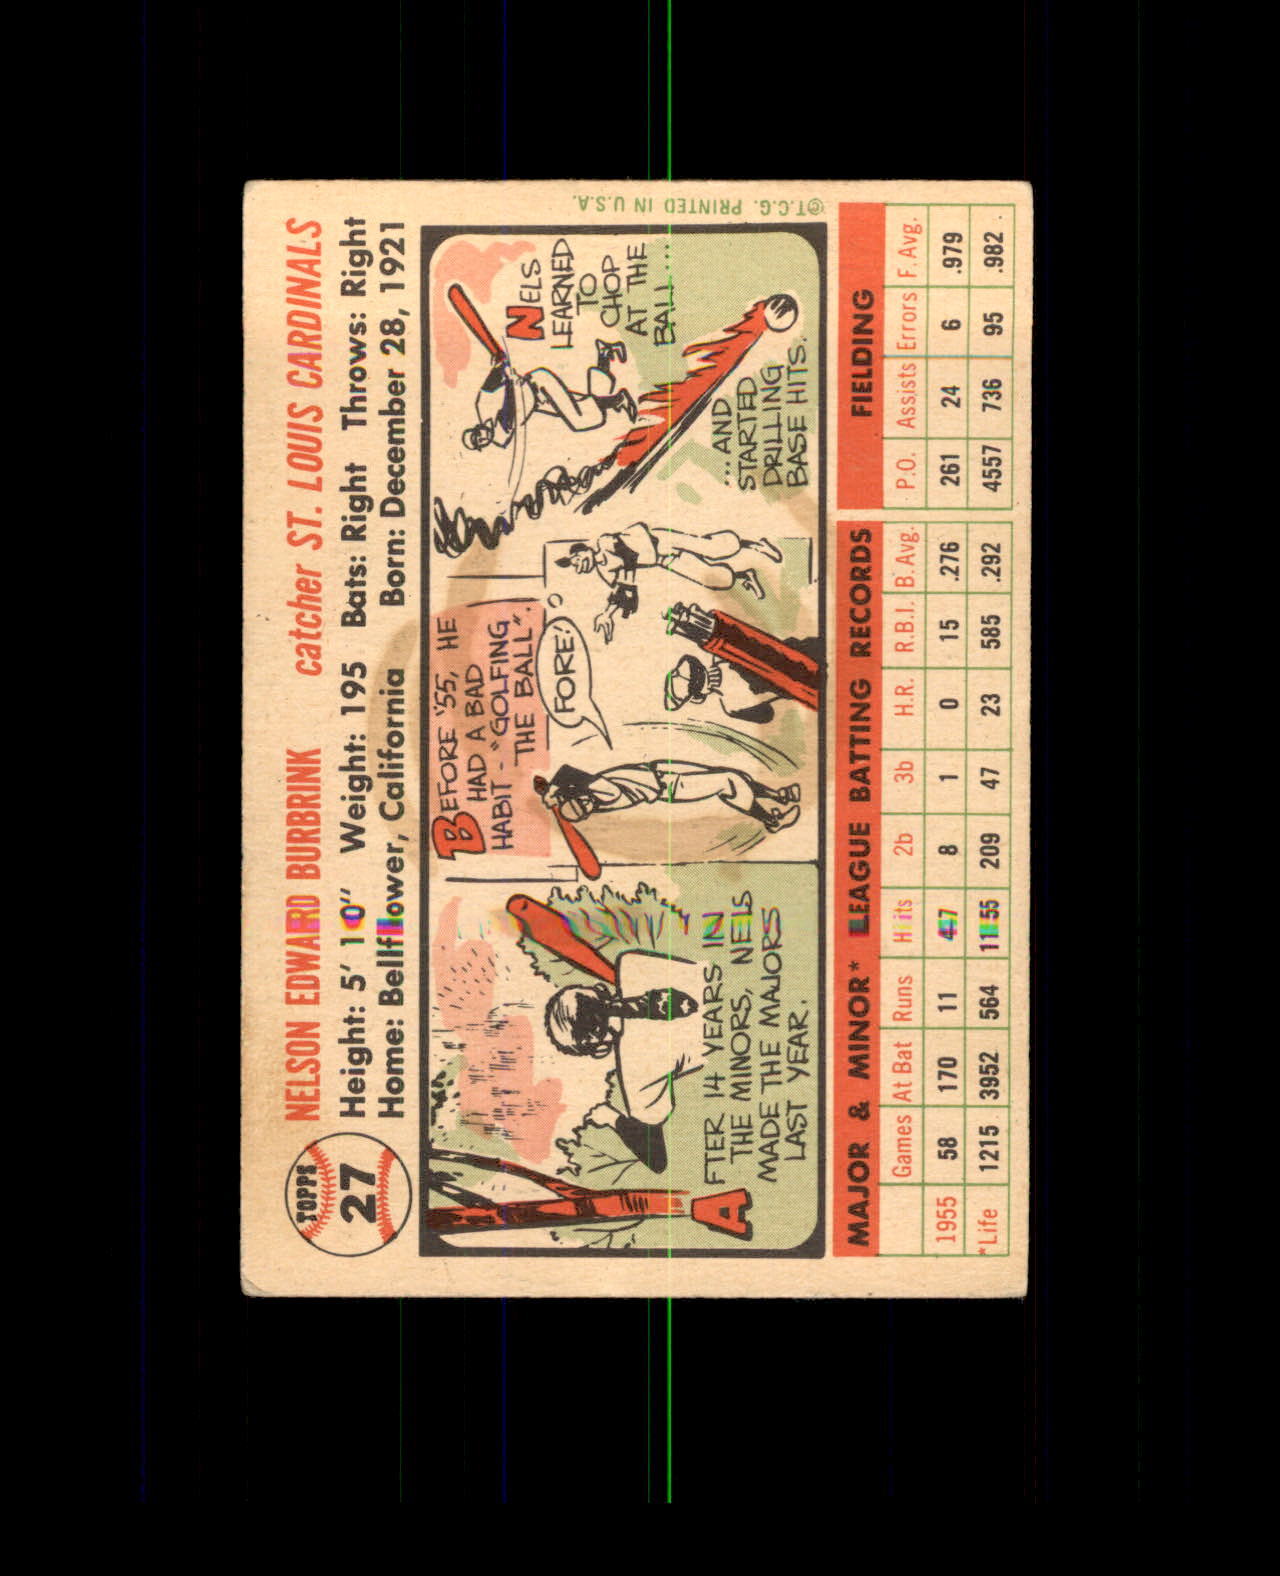 TOPPS
27
NELSON EDWARD BURBRINK catcher ST. LOUIS CARDINALS
Height: 5' 10" Weight: 195 Bats: Right Throws: Right
Home: Bellflower, California Born: December 28, 1921
AFTER 14 YEARS IN
THE MINORS, NELS
MADE THE MAJORS
LAST YEAR.
BEFORE '55, HE
HAD A BAD
HABIT - "GOLFING
THE BALL".
FORE!
NELS
LEARNED
TO
CHOP
AT THE
BALL ...
...AND
STARTED
DRILLING
BASE HITS.
©T.C.G. PRINTED IN U.S.A.
MAJOR & MINOR* LEAGUE BATTING RECORDS FIELDING
Games At Bat Runs Hits 2b 3b H.R. R.B.I. B. Avg. P.O. Assists Errors F. Avg.
1955 58 170 11 47 8 1 0 15 .276 261 24 6 .979
*Life 1215 3952 564 1155 209 47 23 585 .292 4557 736 95 .982